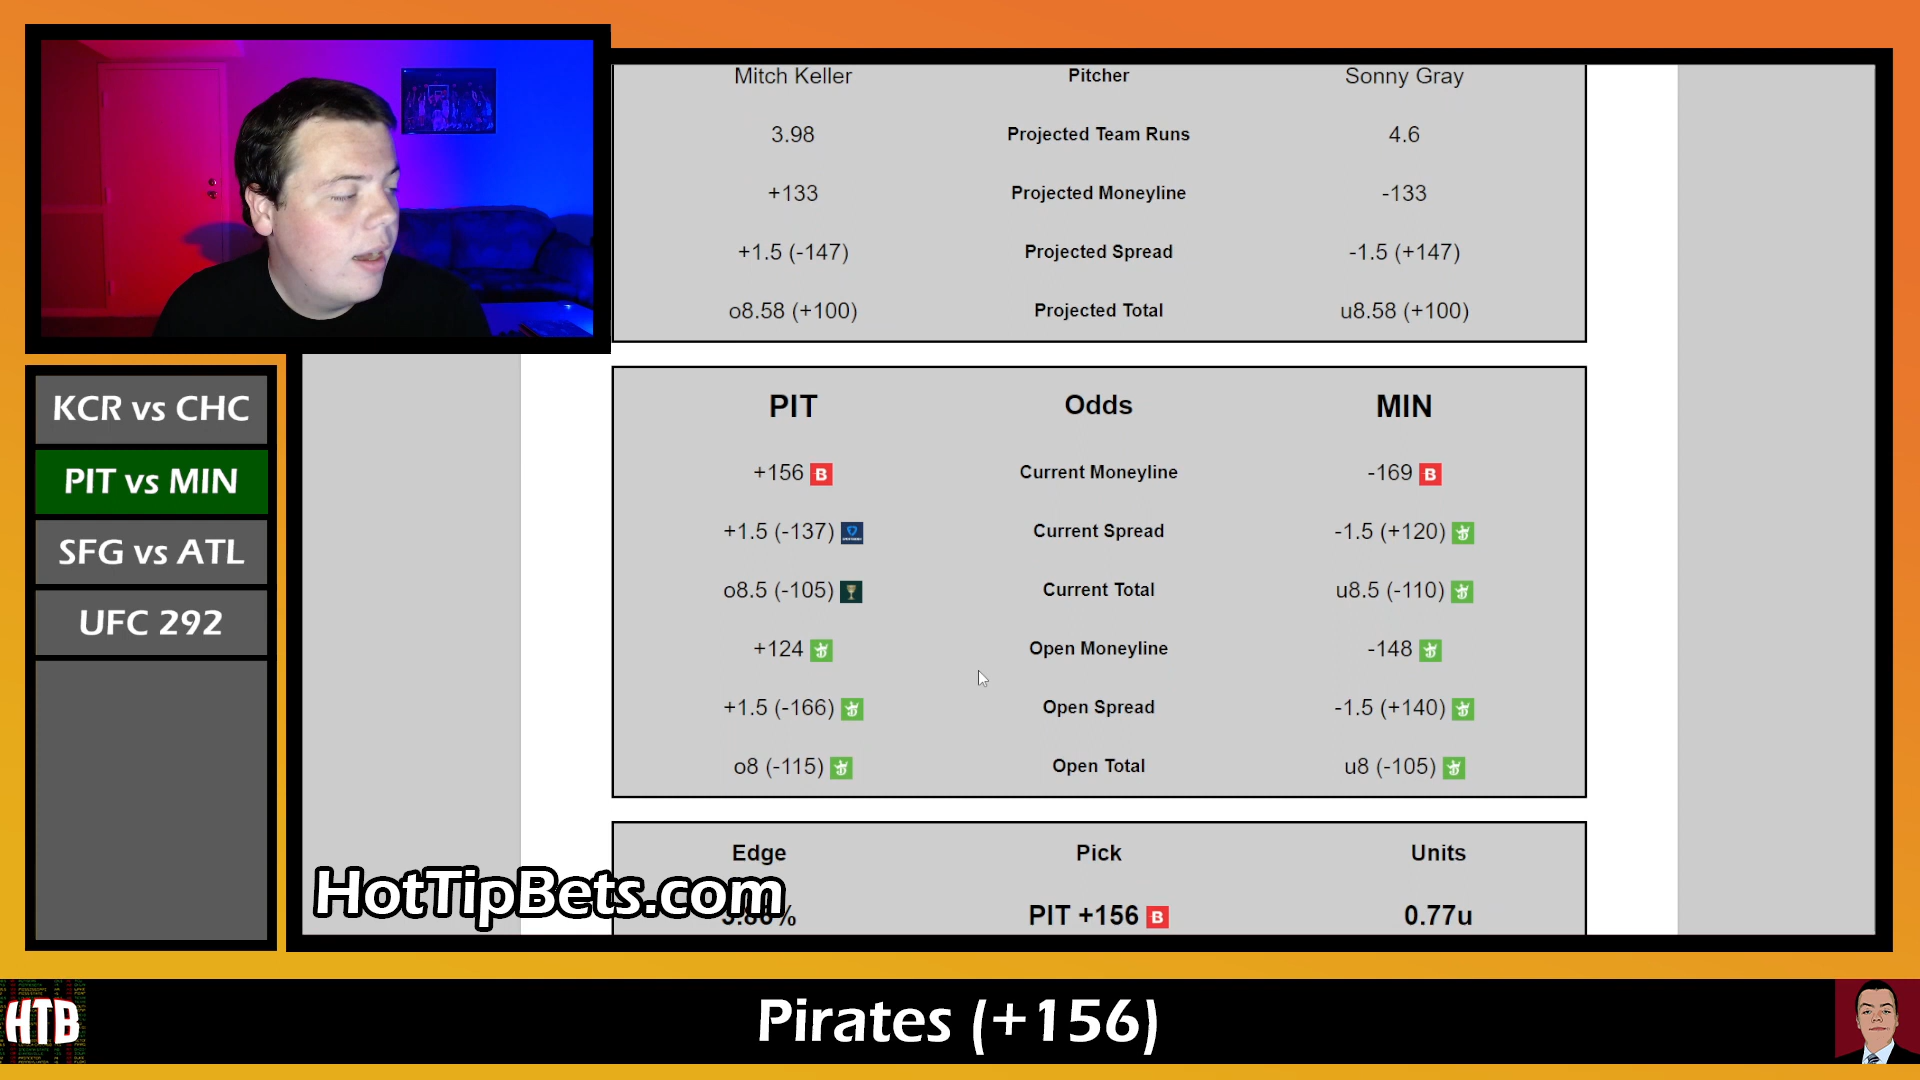 Mitch Keller Pitcher Sonny Gray
3.98 Projected Team Runs 4.6
+133 Projected Moneyline -133
+1.5 (-147) Projected Spread -1.5 (+147)
o8.58 (+100) Projected Total u8.58 (+100)
KCR vs CHC
PIT vs MIN
SFG vs ATL
UFC 292
PIT Odds MIN
+156 B Current Moneyline -169 B
+1.5 (-137) Current Spread -1.5 (+120)
o8.5 (-105) Current Total u8.5 (-110)
+124 Open Moneyline -148
+1.5 (-166) Open Spread -1.5 (+140)
o8 (-115) Open Total u8 (-105)
Edge Pick Units
HotTipBets.com
PIT +156 B 0.77u
HTB Pirates (+156)